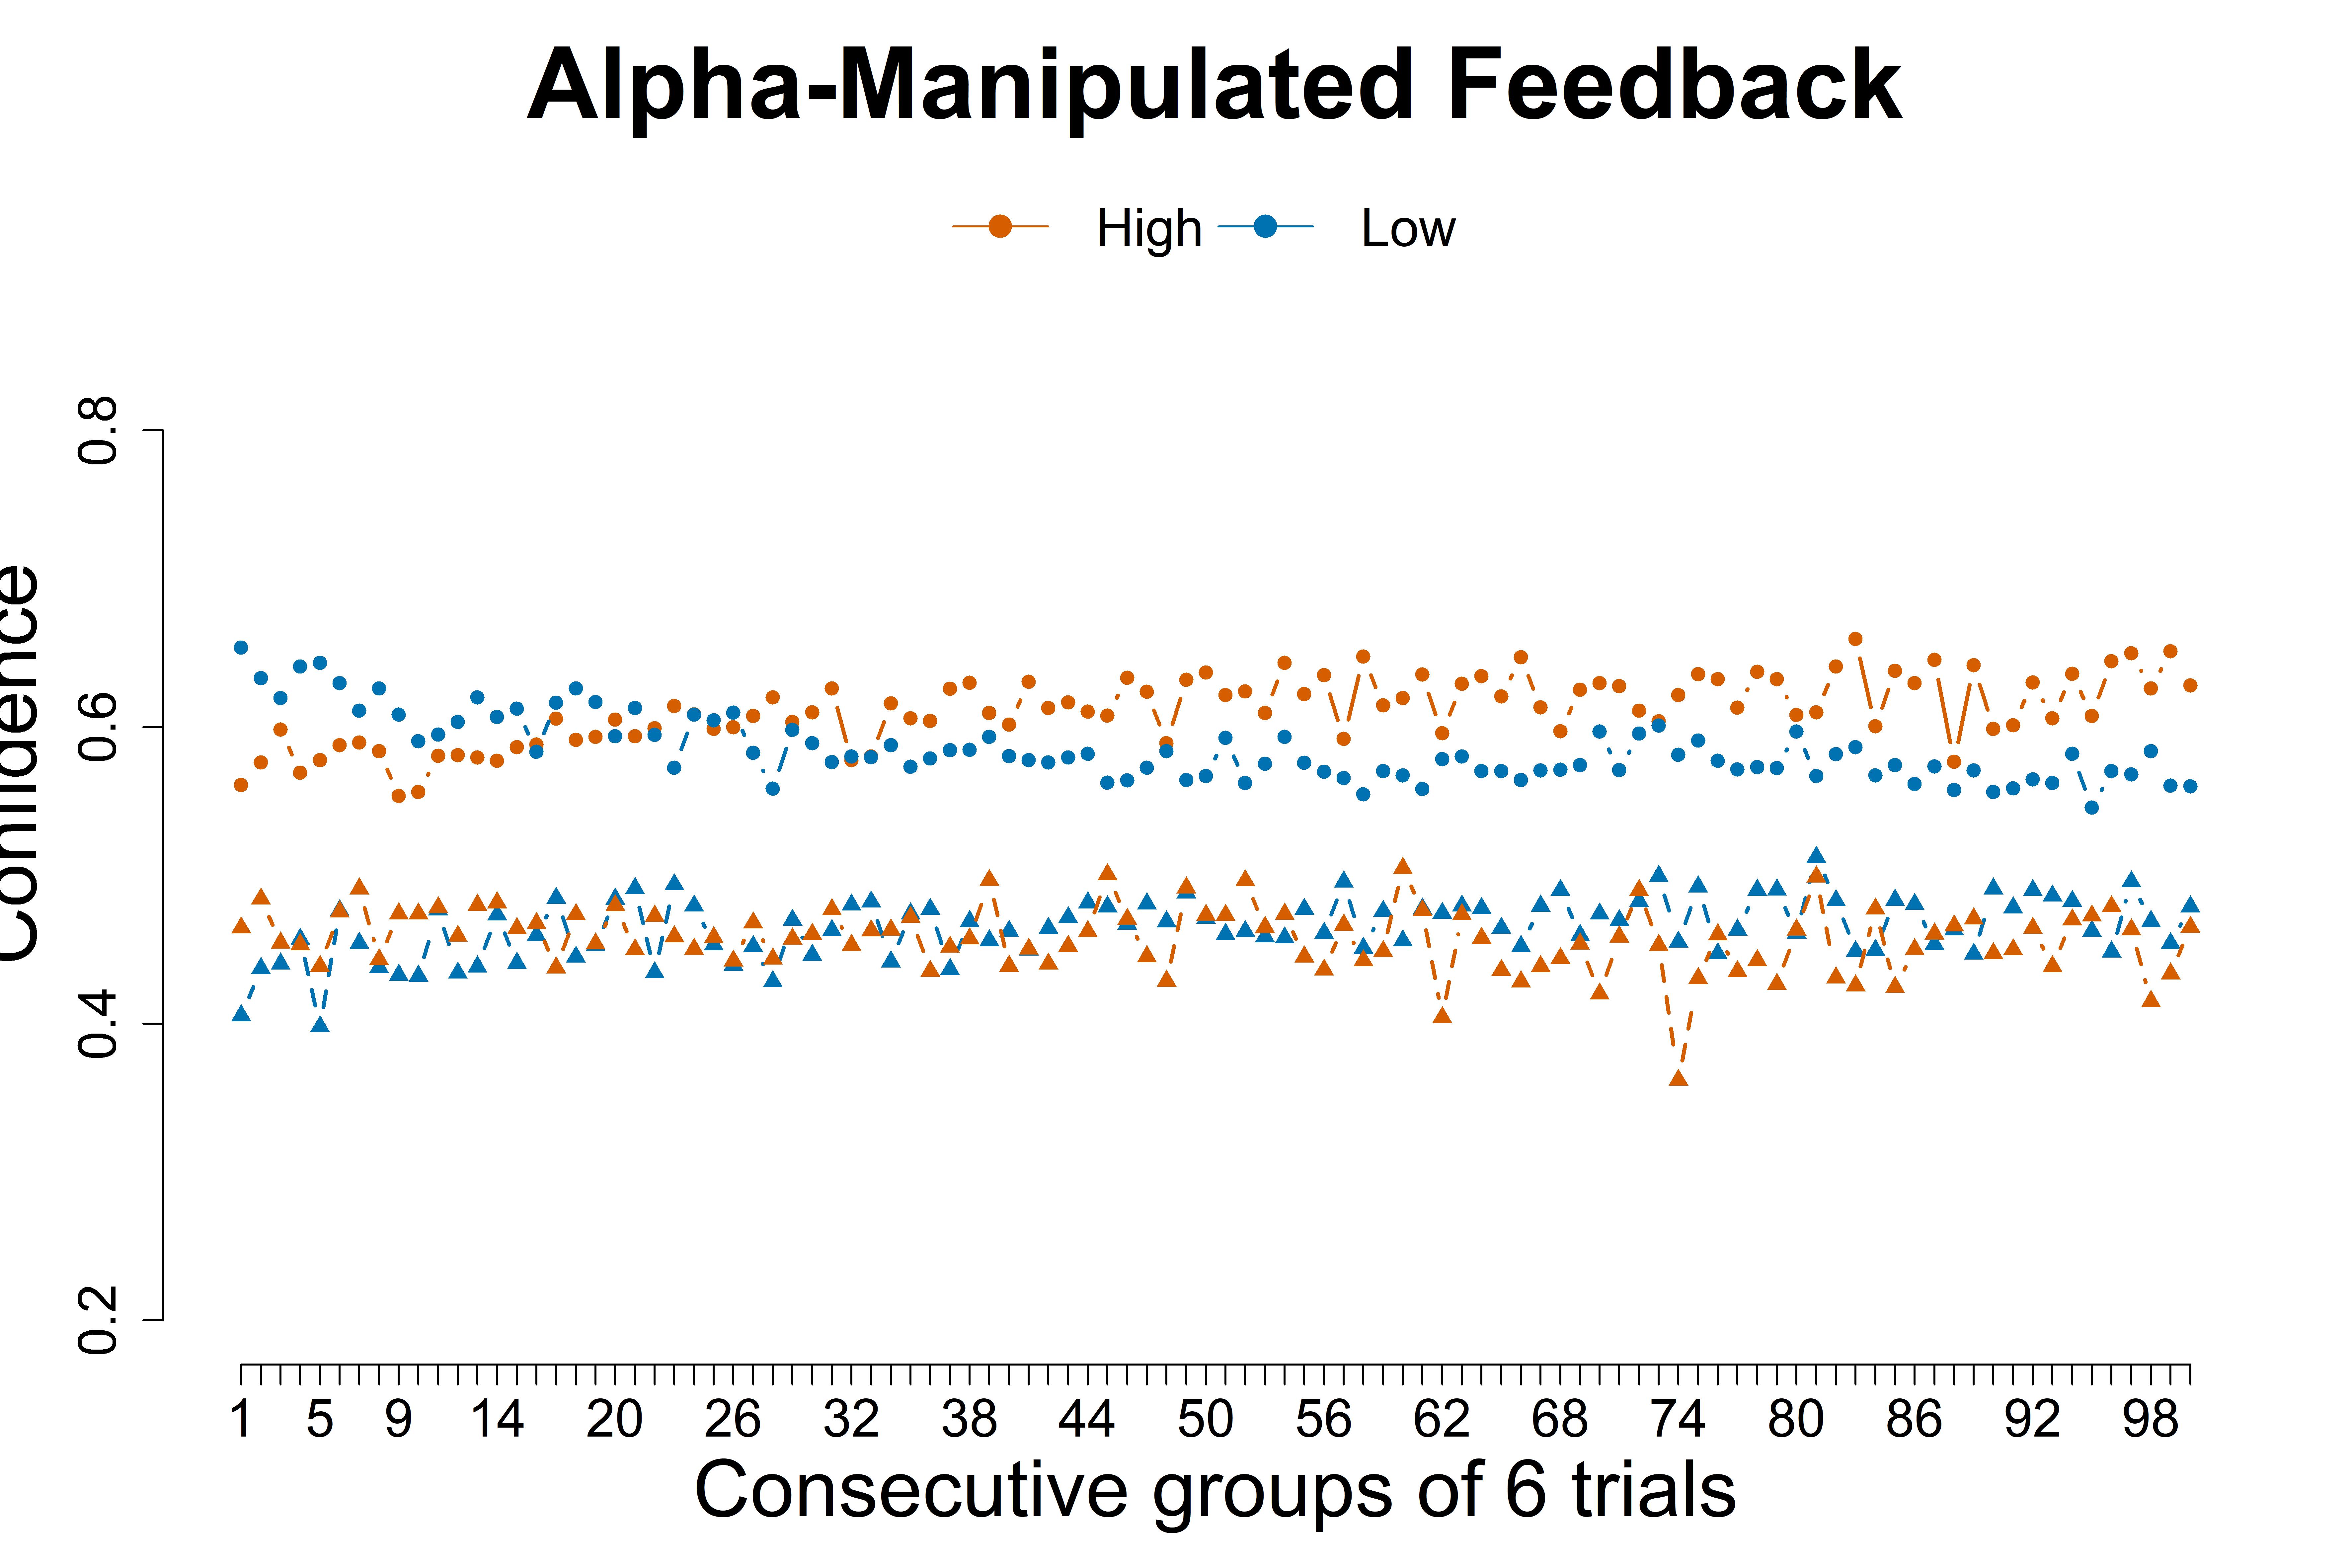 Alpha-Manipulated Feedback
High Low
Confidence
0.8
0.6
0.4
0.2
1 5 9 14 20 26 32 38 44 50 56 62 68 74 80 86 92 98
Consecutive groups of 6 trials